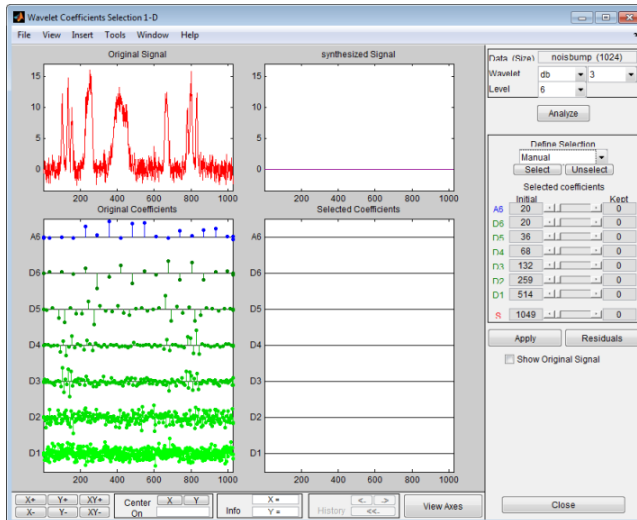 Wavelet Coefficients Selection 1-D
File View Insert Tools Window Help
Original Signal
15
10
5
0
200 400 600 800 1000
synthesized Signal
15
10
5
0
200 400 600 800 1000
Original Coefficients
A6
D6
D5
D4
D3
D2
D1
200 400 600 800 1000
Selected Coefficients
A6
D6
D5
D4
D3
D2
D1
200 400 600 800 1000
Data (Size) noisbump (1024)
Wavelet db 3
Level 6
Analyze
Define Selection
Manual
Select Unselect
Selected coefficients
Initial Kept
A6 20 0
D6 20 0
D5 36 0
D4 68 0
D3 132 0
D2 259 0
D1 514 0
S 1049 0
Apply Residuals
Show Original Signal
X+ Y+ XY+
X- Y- XY-
Center On X Y
Info X = Y =
History <- -> <<-
View Axes
Close